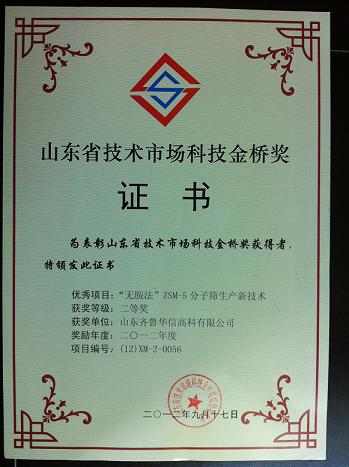 山东省技术市场科技金桥奖
证 书
为表彰山东省技术市场科技金桥奖获得者,
特颁发此证书
优秀项目：“无胺法”ZSM-5分子筛生产新技术
获奖等级：二等奖
获奖单位：山东齐鲁华信高科有限公司
奖励年度：二〇一二年度
项目编号：(12)XM-2-0056
二〇一二年九月十七日